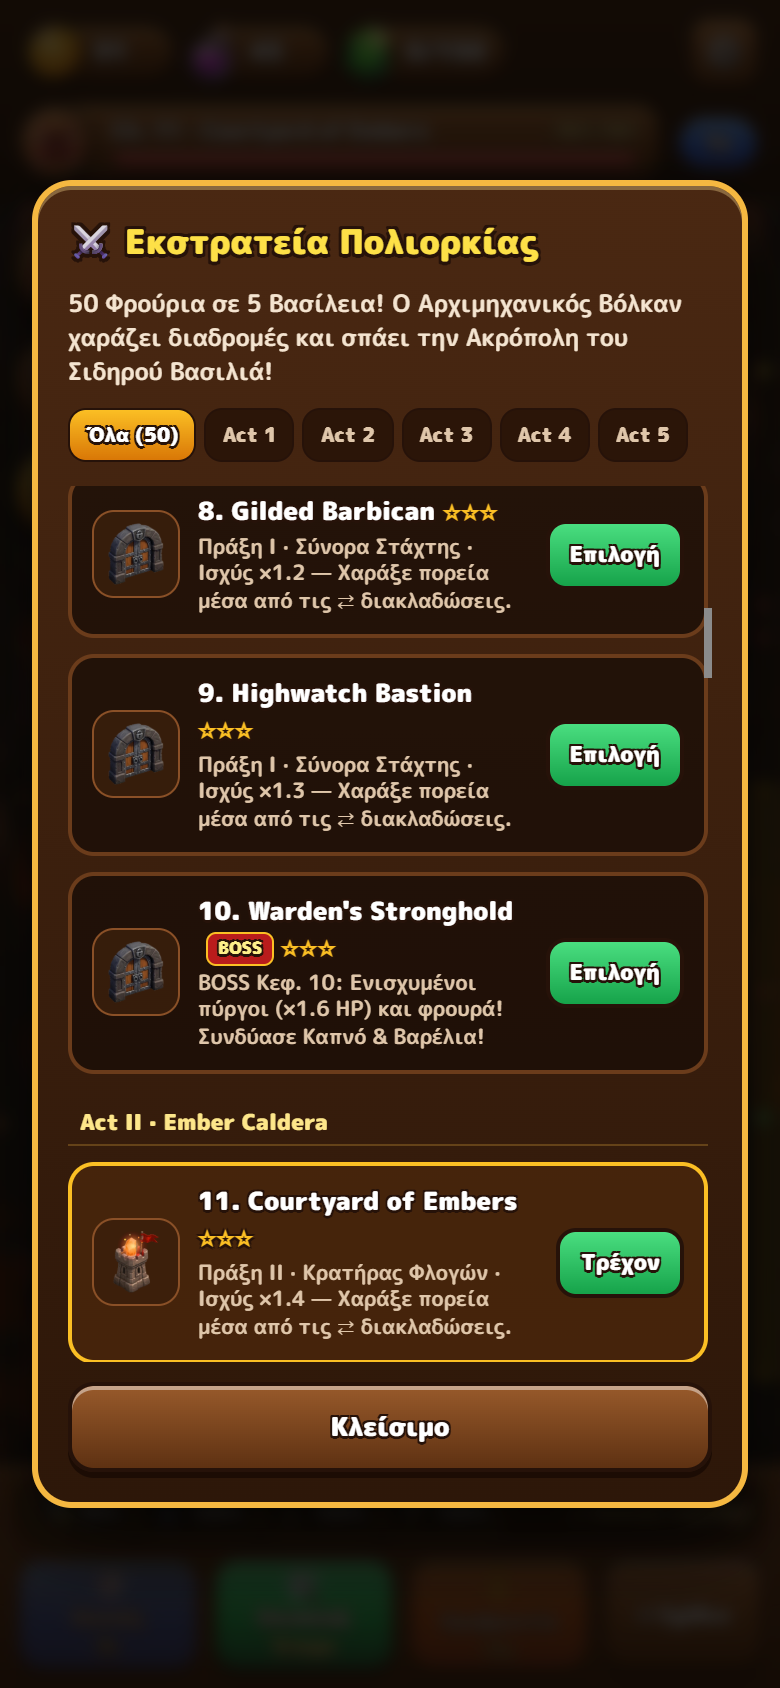 Εκστρατεία Πολιορκίας
50 Φρούρια σε 5 Βασίλεια! Ο Αρχιμηχανικός Βόλκαν
χαράζει διαδρομές και σπάει την Ακρόπολη του
Σιδηρού Βασιλιά!
Όλα (50) Act 1 Act 2 Act 3 Act 4 Act 5
8. Gilded Barbican ☆☆☆
Πράξη Ι · Σύνορα Στάχτης ·
Ισχύς ×1.2 — Χαράξε πορεία
μέσα από τις ⇄ διακλαδώσεις.
Επιλογή
9. Highwatch Bastion
☆☆☆
Πράξη Ι · Σύνορα Στάχτης ·
Ισχύς ×1.3 — Χαράξε πορεία
μέσα από τις ⇄ διακλαδώσεις.
Επιλογή
10. Warden's Stronghold
BOSS ☆☆☆
BOSS Κεφ. 10: Ενισχυμένοι
πύργοι (×1.6 HP) και φρουρά!
Συνδύασε Καπνό & Βαρέλια!
Επιλογή
Act II · Ember Caldera
11. Courtyard of Embers
☆☆☆
Πράξη ΙΙ · Κρατήρας Φλογών ·
Ισχύς ×1.4 — Χαράξε πορεία
μέσα από τις ⇄ διακλαδώσεις.
Τρέχον
Κλείσιμο